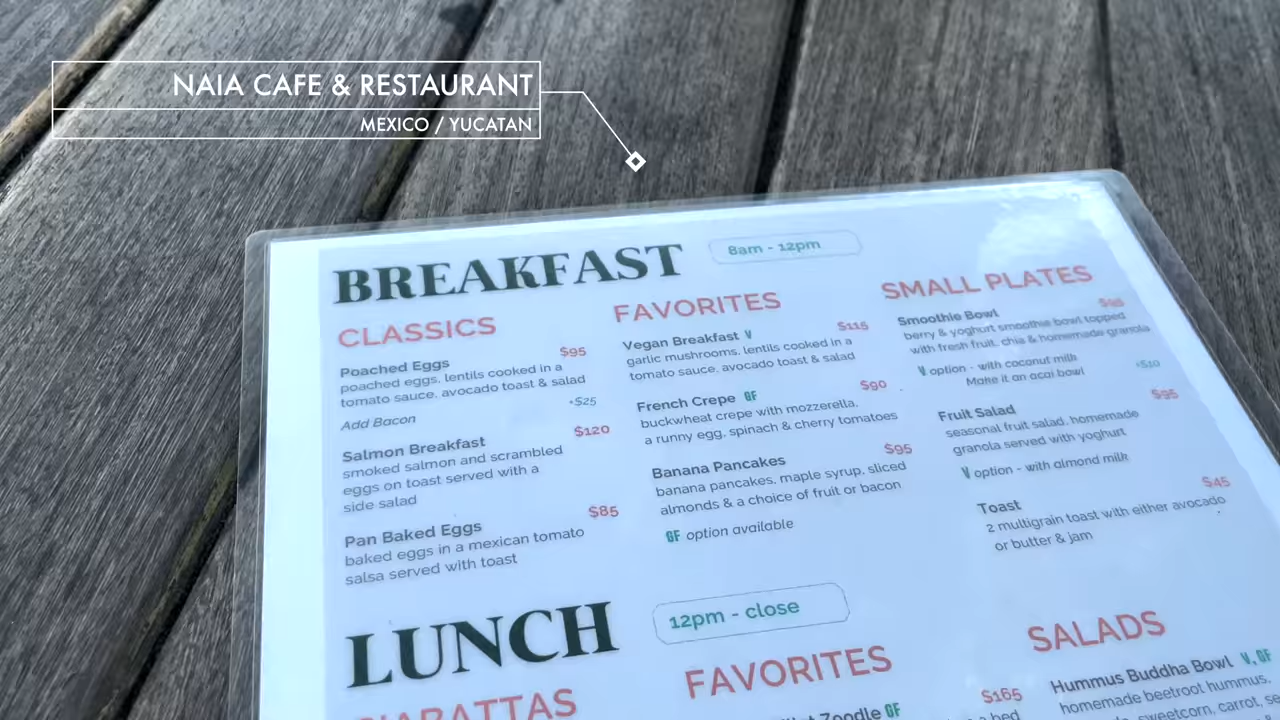 NAIA CAFE & RESTAURANT
MEXICO / YUCATAN
BREAKFAST
8am - 12pm
CLASSICS
Poached Eggs $95
poached eggs, lentils cooked in a
tomato sauce, avocado toast & salad
Add Bacon +$25
Salmon Breakfast $120
smoked salmon and scrambled
eggs on toast served with a
side salad
Pan Baked Eggs $85
baked eggs in a mexican tomato
salsa served with toast
FAVORITES
Vegan Breakfast V $115
garlic mushrooms, lentils cooked in a
tomato sauce, avocado toast & salad
French Crepe GF $90
buckwheat crepe with mozzerella,
a runny egg, spinach & cherry tomatoes
Banana Pancakes $95
banana pancakes, maple syrup, sliced
almonds & a choice of fruit or bacon
GF option available
SMALL PLATES
Smoothie Bowl
berry & yoghurt smoothie bowl topped
with fresh fruit, chia & homemade granola
V option - with coconut milk
Make it an acai bowl
Fruit Salad $95
seasonal fruit salad, homemade
granola served with yoghurt
V option - with almond milk
Toast $45
2 multigrain toast with either avocado
or butter & jam
LUNCH
12pm - close
CIABATTAS
FAVORITES
$165
Zoodle GF
a bed
SALADS
Hummus Buddha Bowl V, GF
homemade beetroot hummus,
sweetcorn, carrot,